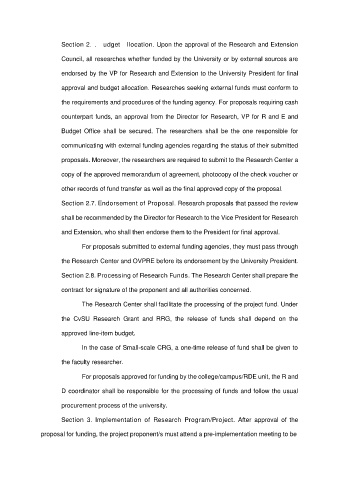 Section 2. . udget llocation. Upon the approval of the Research and Extension
Council, all researches whether funded by the University or by external sources are
endorsed by the VP for Research and Extension to the University President for final
approval and budget allocation. Researches seeking external funds must conform to
the requirements and procedures of the funding agency. For proposals requiring cash
counterpart funds, an approval from the Director for Research, VP for R and E and
Budget Office shall be secured. The researchers shall be the one responsible for
communicating with external funding agencies regarding the status of their submitted
proposals. Moreover, the researchers are required to submit to the Research Center a
copy of the approved memorandum of agreement, photocopy of the check voucher or
other records of fund transfer as well as the final approved copy of the proposal.
Section 2.7. Endorsement of Proposal. Research proposals that passed the review
shall be recommended by the Director for Research to the Vice President for Research
and Extension, who shall then endorse them to the President for final approval.
For proposals submitted to external funding agencies, they must pass through
the Research Center and OVPRE before its endorsement by the University President.
Section 2.8. Processing of Research Funds. The Research Center shall prepare the
contract for signature of the proponent and all authorities concerned.
The Research Center shall facilitate the processing of the project fund. Under
the CvSU Research Grant and RRG, the release of funds shall depend on the
approved line-item budget.
In the case of Small-scale CRG, a one-time release of fund shall be given to
the faculty researcher.
For proposals approved for funding by the college/campus/RDE unit, the R and
D coordinator shall be responsible for the processing of funds and follow the usual
procurement process of the university.
Section 3. Implementation of Research Program/Project. After approval of the
proposal for funding, the project proponent/s must attend a pre-implementation meeting to be